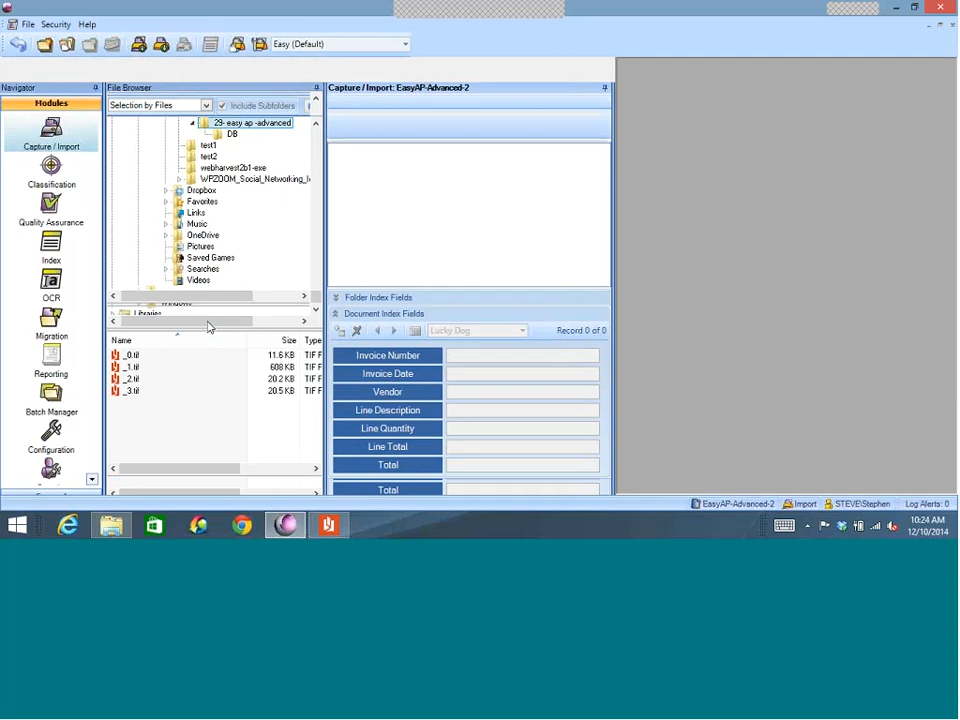 File Security Help
Easy (Default)
Navigator
Modules
Capture / Import
Classification
Quality Assurance
Index
OCR
Migration
Reporting
Batch Manager
Configuration
File Browser
Selection by Files
Include Subfolders
29- easy ap -advanced
DB
test1
test2
webharvest2b1-exe
WPZOOM_Social_Networking_I
Dropbox
Favorites
Links
Music
OneDrive
Pictures
Saved Games
Searches
Videos
Libraries
Name Size Type
_0.tif 11.6 KB TIF F
_1.tif 608 KB TIF F
_2.tif 20.2 KB TIF F
_3.tif 20.5 KB TIF F
Capture / Import: EasyAP-Advanced-2
Folder Index Fields
Document Index Fields
Lucky Dog Record 0 of 0
Invoice Number
Invoice Date
Vendor
Line Description
Line Quantity
Line Total
Total
Total
EasyAP-Advanced-2 Import STEVE\Stephen Log Alerts: 0
10:24 AM
12/10/2014